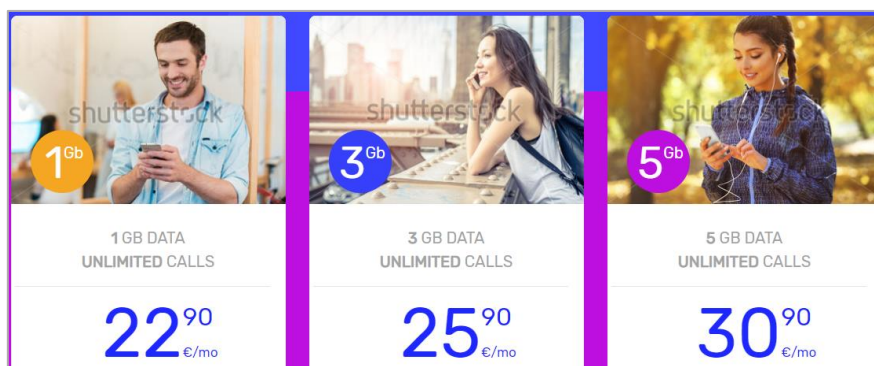 shutterstock
1Gb
1 GB DATA
UNLIMITED CALLS
22,90
€/mo
shutterstock
3Gb
3 GB DATA
UNLIMITED CALLS
25,90
€/mo
shutterstock
5Gb
5 GB DATA
UNLIMITED CALLS
30,90
€/mo